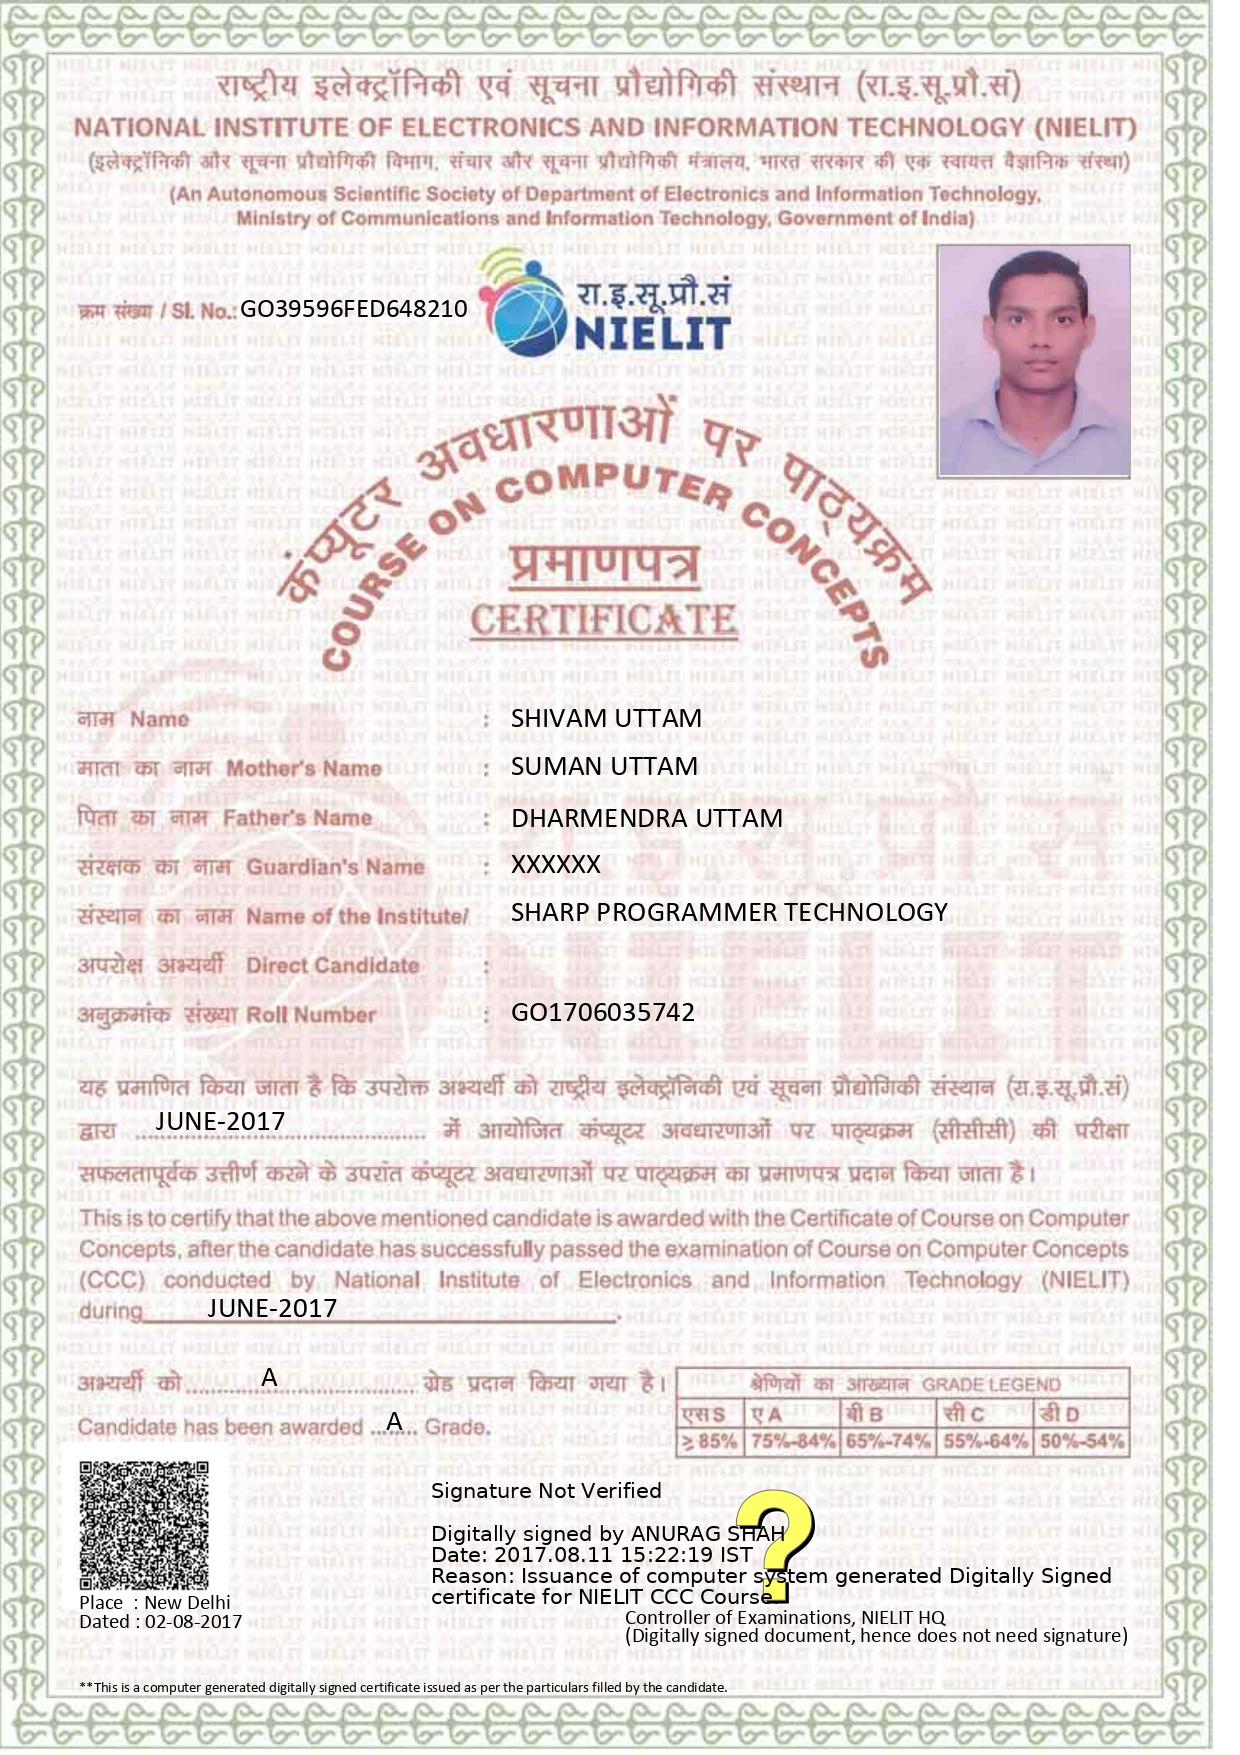 राष्ट्रीय इलेक्ट्रॉनिकी एवं सूचना प्रौद्योगिकी संस्थान (रा.इ.सू.प्रौ.सं)
NATIONAL INSTITUTE OF ELECTRONICS AND INFORMATION TECHNOLOGY (NIELIT)
(इलेक्ट्रॉनिकी और सूचना प्रौद्योगिकी विभाग, संचार और सूचना प्रौद्योगिकी मंत्रालय, भारत सरकार की एक स्वायत्त वैज्ञानिक संस्था)
(An Autonomous Scientific Society of Department of Electronics and Information Technology,
Ministry of Communications and Information Technology, Government of India)
क्रम संख्या / Sl. No.: GO39596FED648210
रा.इ.सू.प्रौ.सं
NIELIT
कंप्यूटर अवधारणाओं पर पाठ्यक्रम
COURSE ON COMPUTER CONCEPTS
प्रमाणपत्र
CERTIFICATE
नाम Name : SHIVAM UTTAM
माता का नाम Mother's Name : SUMAN UTTAM
पिता का नाम Father's Name : DHARMENDRA UTTAM
संरक्षक का नाम Guardian's Name : XXXXXX
संस्थान का नाम Name of the Institute/ SHARP PROGRAMMER TECHNOLOGY
अपरोक्ष अभ्यर्थी Direct Candidate :
अनुक्रमांक संख्या Roll Number : GO1706035742
यह प्रमाणित किया जाता है कि उपरोक्त अभ्यर्थी को राष्ट्रीय इलेक्ट्रॉनिकी एवं सूचना प्रौद्योगिकी संस्थान (रा.इ.सू.प्रौ.सं)
द्वारा JUNE-2017 में आयोजित कंप्यूटर अवधारणाओं पर पाठ्यक्रम (सीसीसी) की परीक्षा
सफलतापूर्वक उत्तीर्ण करने के उपरांत कंप्यूटर अवधारणाओं पर पाठ्यक्रम का प्रमाणपत्र प्रदान किया जाता है।
This is to certify that the above mentioned candidate is awarded with the Certificate of Course on Computer
Concepts, after the candidate has successfully passed the examination of Course on Computer Concepts
(CCC) conducted by National Institute of Electronics and Information Technology (NIELIT)
during JUNE-2017.
अभ्यर्थी को A ग्रेड प्रदान किया गया है।
Candidate has been awarded A Grade.
श्रेणियों का आख्यान GRADE LEGEND
एस S ए A बी B सी C डी D
≥ 85% 75%-84% 65%-74% 55%-64% 50%-54%
Signature Not Verified
Digitally signed by ANURAG SHAH
Date: 2017.08.11 15:22:19 IST
Reason: Issuance of computer system generated Digitally Signed
certificate for NIELIT CCC Course.
?
Place : New Delhi
Dated : 02-08-2017
Controller of Examinations, NIELIT HQ
(Digitally signed document, hence does not need signature)
**This is a computer generated digitally signed certificate issued as per the particulars filled by the candidate.